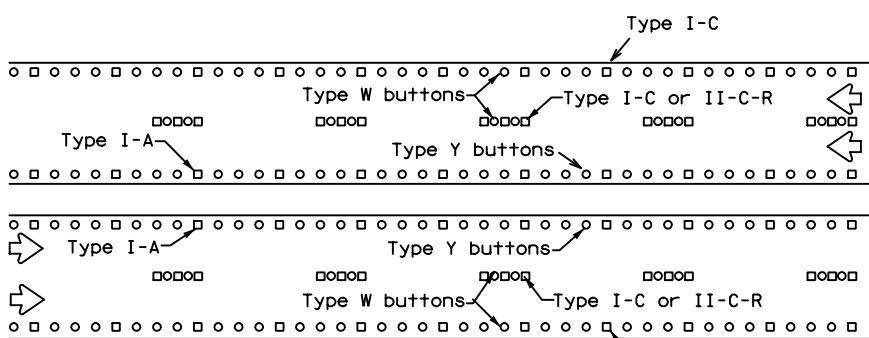 Type I-C
Type W buttons
Type I-C or II-C-R
Type I-A
Type Y buttons
Type I-A
Type Y buttons
Type W buttons
Type I-C or II-C-R